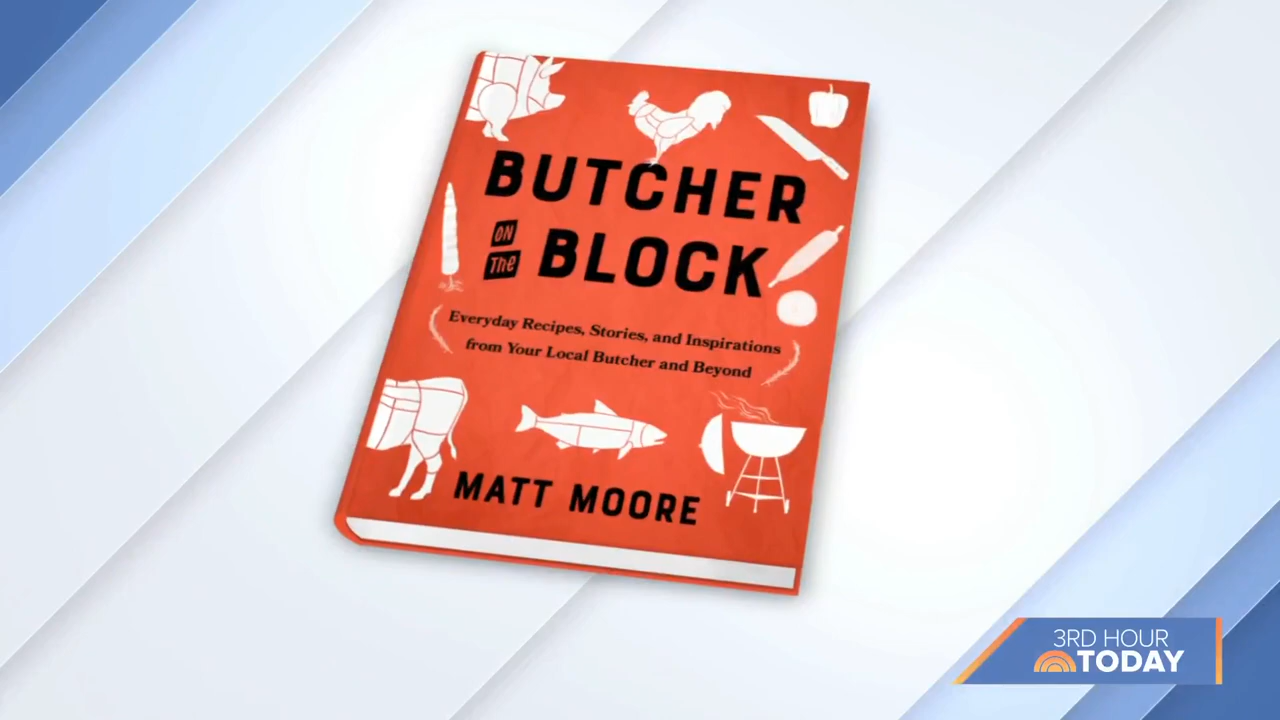 BUTCHER
ON The BLOCK
Everyday Recipes, Stories, and Inspirations
from Your Local Butcher and Beyond
MATT MOORE
3RD HOUR
TODAY